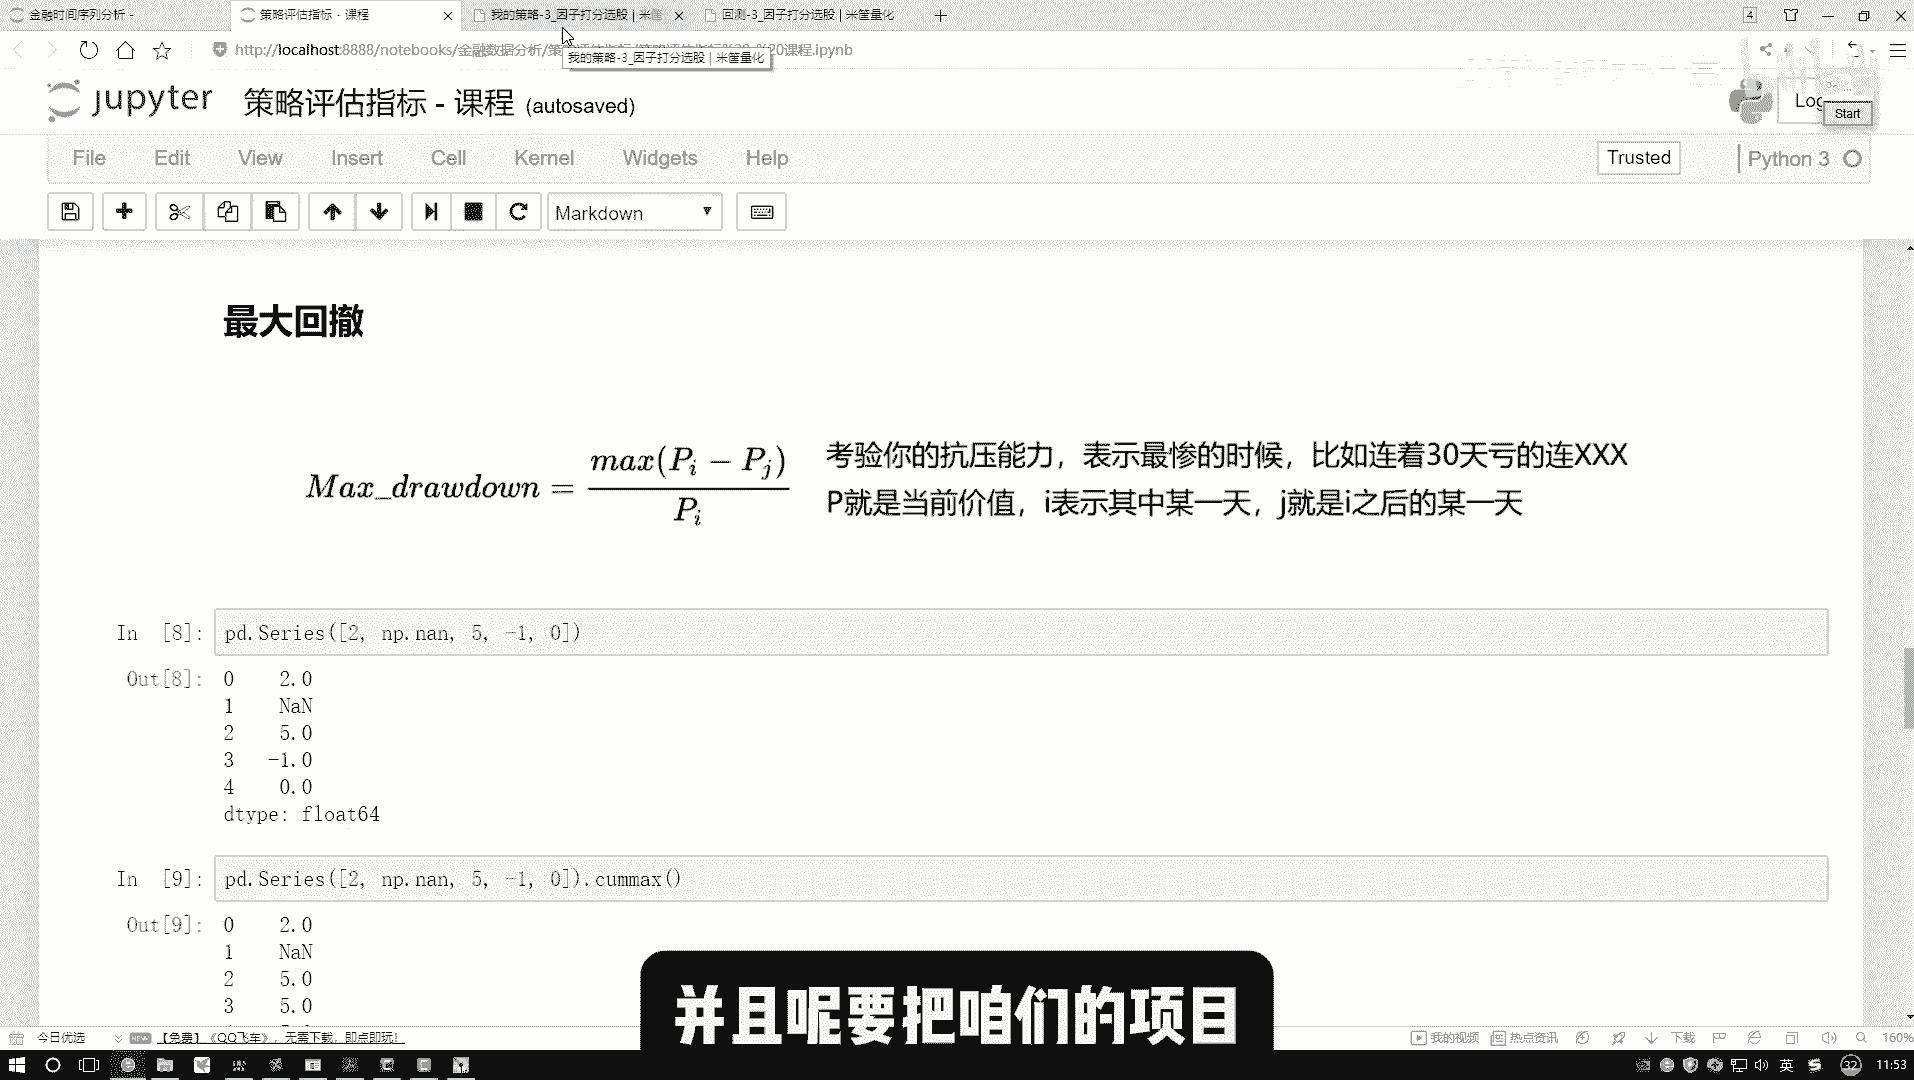 金融时间序列分析 -
策略评估指标 - 课程
我的策略-3_因子打分选股 | 米筐
回测-3_因子打分选股 | 米筐量化
4
http://localhost:8888/notebooks/金融数据分析/策
20课程.ipynb
我的策略-3_因子打分选股 | 米筐量化
jupyter
策略评估指标 - 课程 (autosaved)
Start
File
Edit
View
Insert
Cell
Kernel
Widgets
Help
Trusted
Python 3
Markdown
最大回撤
Max_drawdown = max(P_i − P_j) / P_i
考验你的抗压能力，表示最惨的时候，比如连着30天亏的连XXX
P就是当前价值，i表示其中某一天，j就是i之后的某一天
In [8]: pd.Series([2, np.nan, 5, -1, 0])
Out[8]: 0 2.0
1 NaN
2 5.0
3 -1.0
4 0.0
dtype: float64
In [9]: pd.Series([2, np.nan, 5, -1, 0]).cummax()
Out[9]: 0 2.0
1 NaN
2 5.0
3 5.0
并且呢要把咱们的项目
今日优选
NEW
【免费】《QQ飞车》，无需下载，即点即玩！
我的视频
热点资讯
下载
160%
英
32
11:53